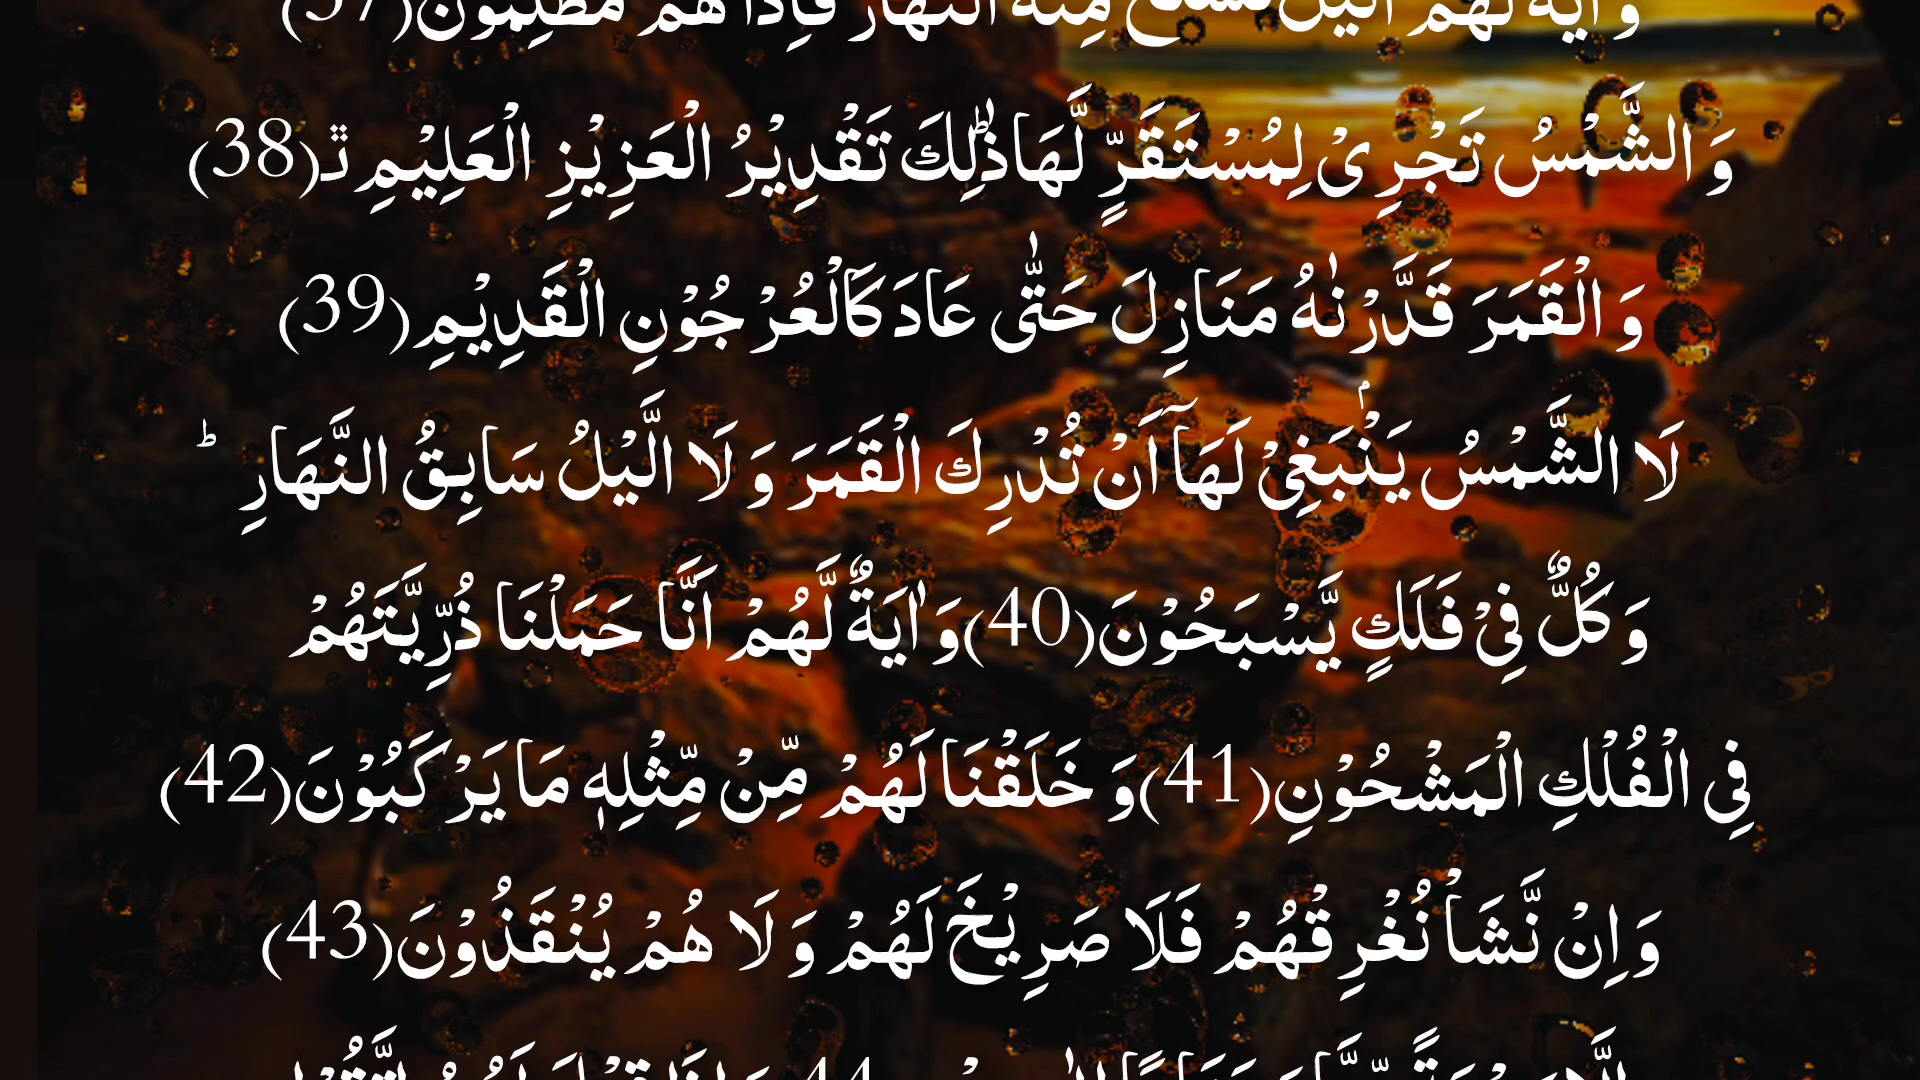 وَ اٰیَةٌ لَّهُمُ الَّیْلُ نَسْلَخُ مِنْهُ النَّهَارَ فَاِذَا هُمْ مُّظْلِمُوْنَ(37)
وَ الشَّمْسُ تَجْرِیْ لِمُسْتَقَرٍّ لَّهَاؕ ذٰلِكَ تَقْدِیْرُ الْعَزِیْزِ الْعَلِیْمِ ﭤ(38)
وَ الْقَمَرَ قَدَّرْنٰهُ مَنَازِلَ حَتّٰى عَادَ كَالْعُرْجُوْنِ الْقَدِیْمِ(39)
لَا الشَّمْسُ یَنْۢبَغِیْ لَهَاۤ اَنْ تُدْرِكَ الْقَمَرَ وَ لَا الَّیْلُ سَابِقُ النَّهَارِؕ
وَ كُلٌّ فِیْ فَلَكٍ یَّسْبَحُوْنَ(40)وَ اٰیَةٌ لَّهُمْ اَنَّا حَمَلْنَا ذُرِّیَّتَهُمْ
فِی الْفُلْكِ الْمَشْحُوْنِ(41)وَ خَلَقْنَا لَهُمْ مِّنْ مِّثْلِهٖ مَا یَرْكَبُوْنَ(42)
وَ اِنْ نَّشَاْ نُغْرِقْهُمْ فَلَا صَرِیْخَ لَهُمْ وَ لَا هُمْ یُنْقَذُوْنَ(43)